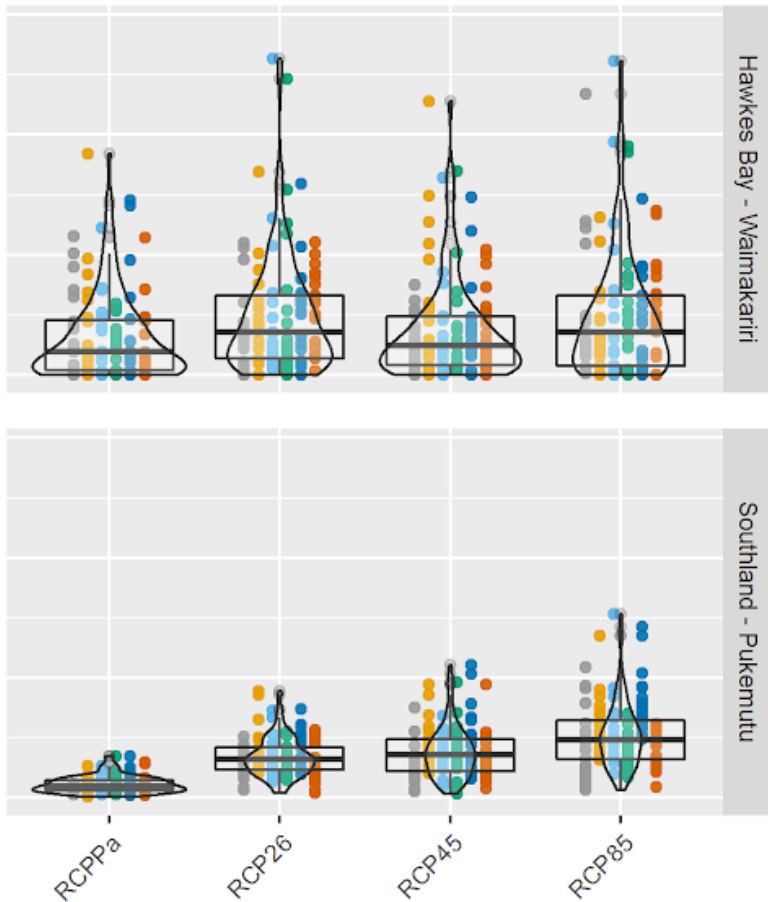 Hawkes Bay - Waimakariri
Southland - Pukemutu
RCPPa
RCP26
RCP45
RCP85